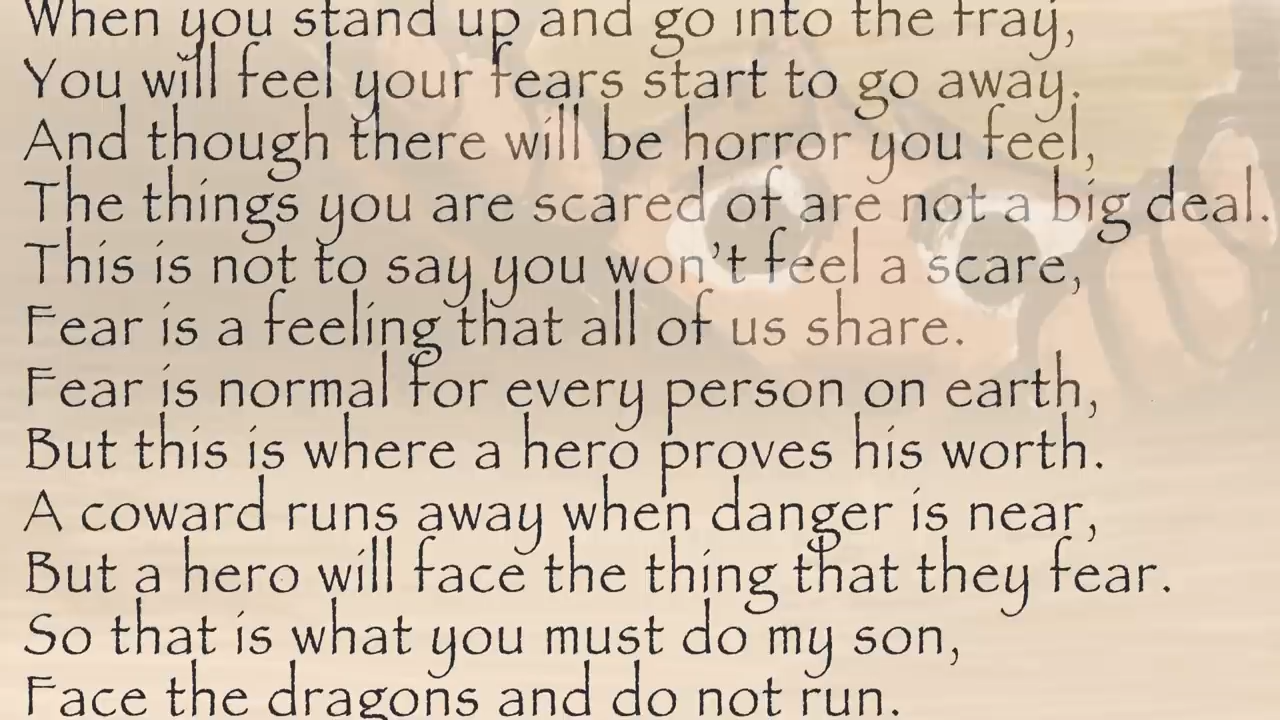 When you stand up and go into the fray,
You will feel your fears start to go away.
And though there will be horror you feel,
The things you are scared of are not a big deal.
This is not to say you won't feel a scare,
Fear is a feeling that all of us share.
Fear is normal for every person on earth,
But this is where a hero proves his worth.
A coward runs away when danger is near,
But a hero will face the thing that they fear.
So that is what you must do my son,
Face the dragons and do not run.